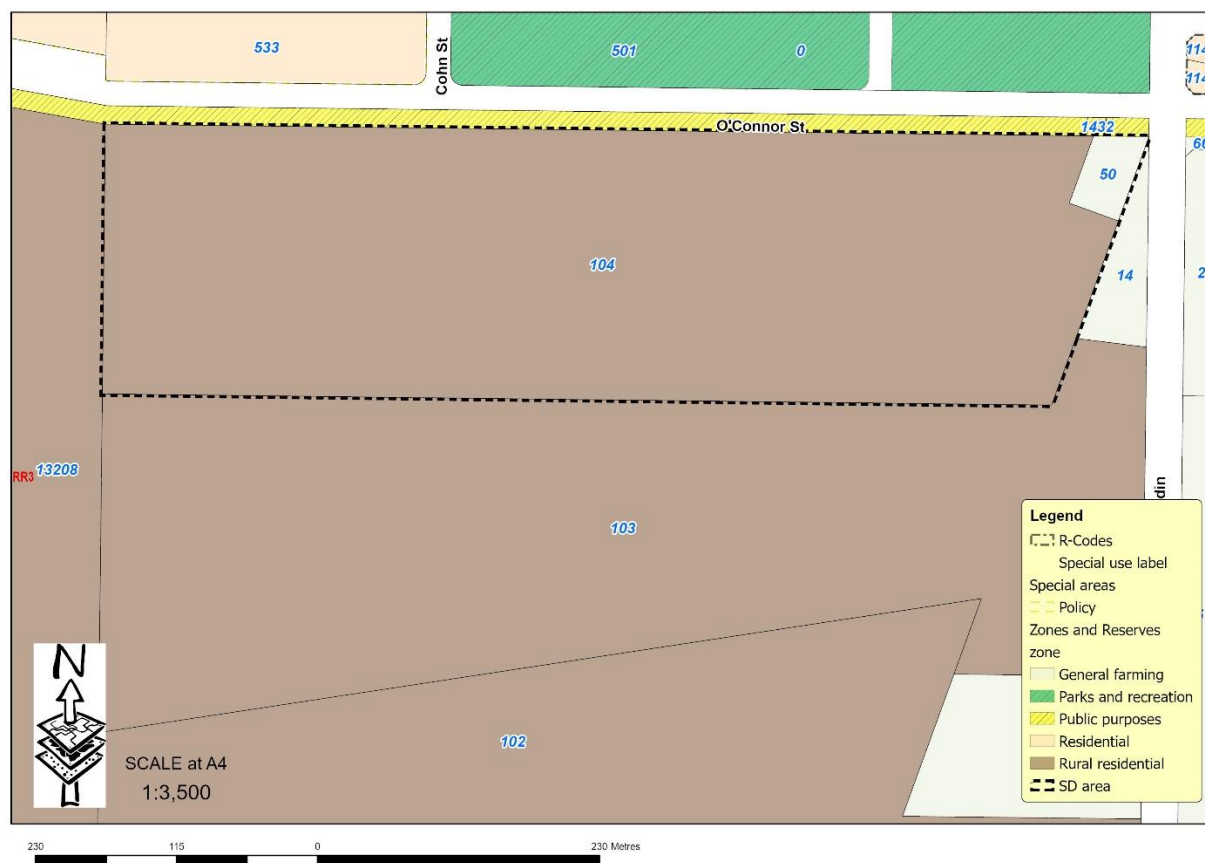 533
Cohn St
501
0
114
114
O'Connor St
1432
66
50
104
14
2
RR3
13208
103
din
102
N
SCALE at A4
1:3,500
Legend
R-Codes
Special use label
Special areas
Policy
Zones and Reserves
zone
General farming
Parks and recreation
Public purposes
Residential
Rural residential
SD area
230
115
0
230 Metres